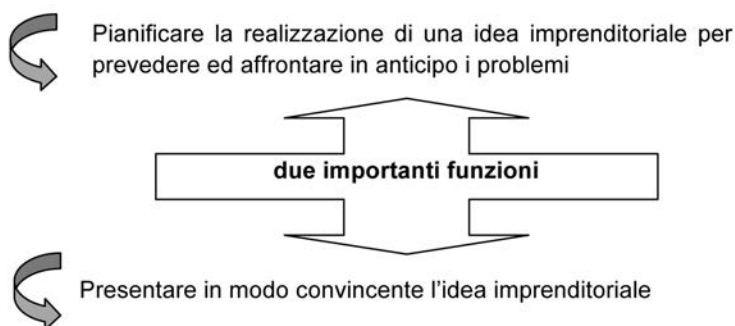 Pianificare la realizzazione di una idea imprenditoriale per
prevedere ed affrontare in anticipo i problemi
due importanti funzioni
Presentare in modo convincente l'idea imprenditoriale